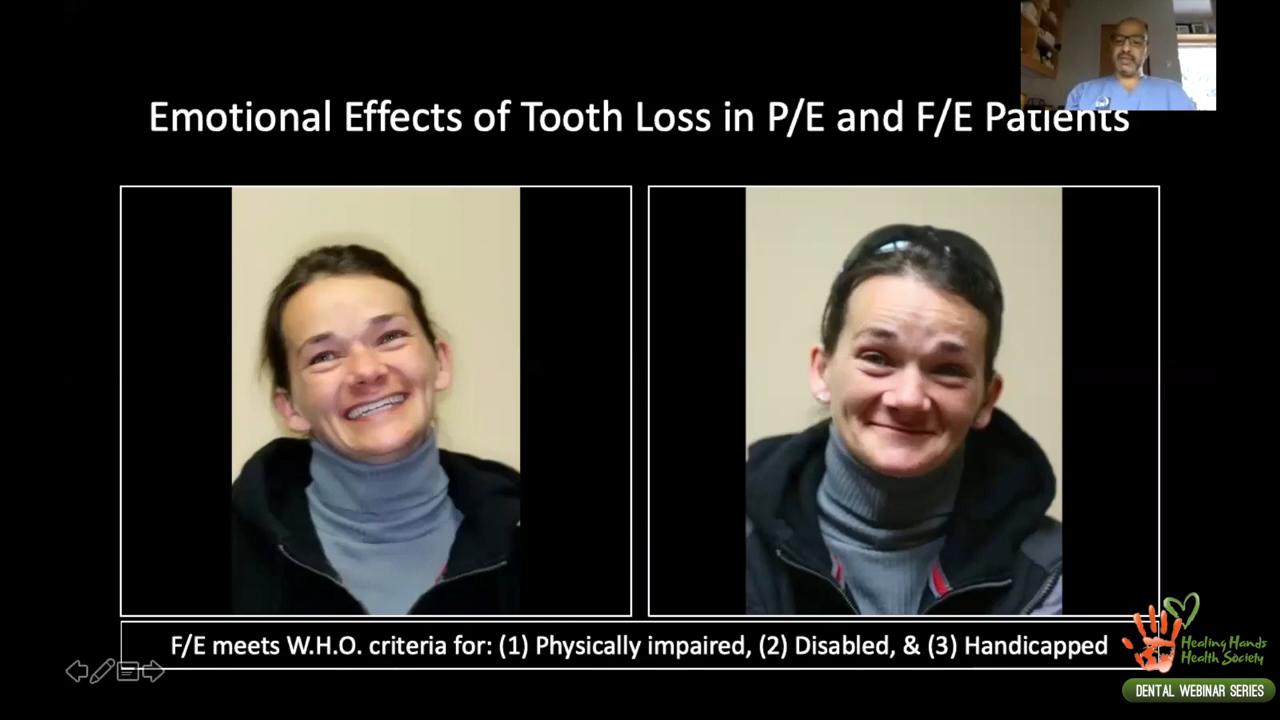 Emotional Effects of Tooth Loss in P/E and F/E Patients
F/E meets W.H.O. criteria for: (1) Physically impaired, (2) Disabled, & (3) Handicapped
Healing Hands
Health Society
DENTAL WEBINAR SERIES